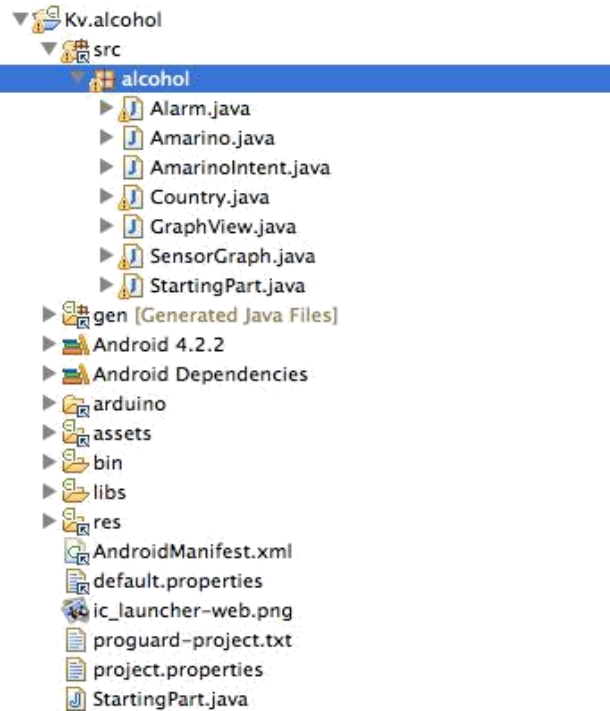 Kv.alcohol
src
alcohol
Alarm.java
Amarino.java
AmarinoIntent.java
Country.java
GraphView.java
SensorGraph.java
StartingPart.java
gen [Generated Java Files]
Android 4.2.2
Android Dependencies
arduino
assets
bin
libs
res
AndroidManifest.xml
default.properties
ic_launcher-web.png
proguard-project.txt
project.properties
StartingPart.java